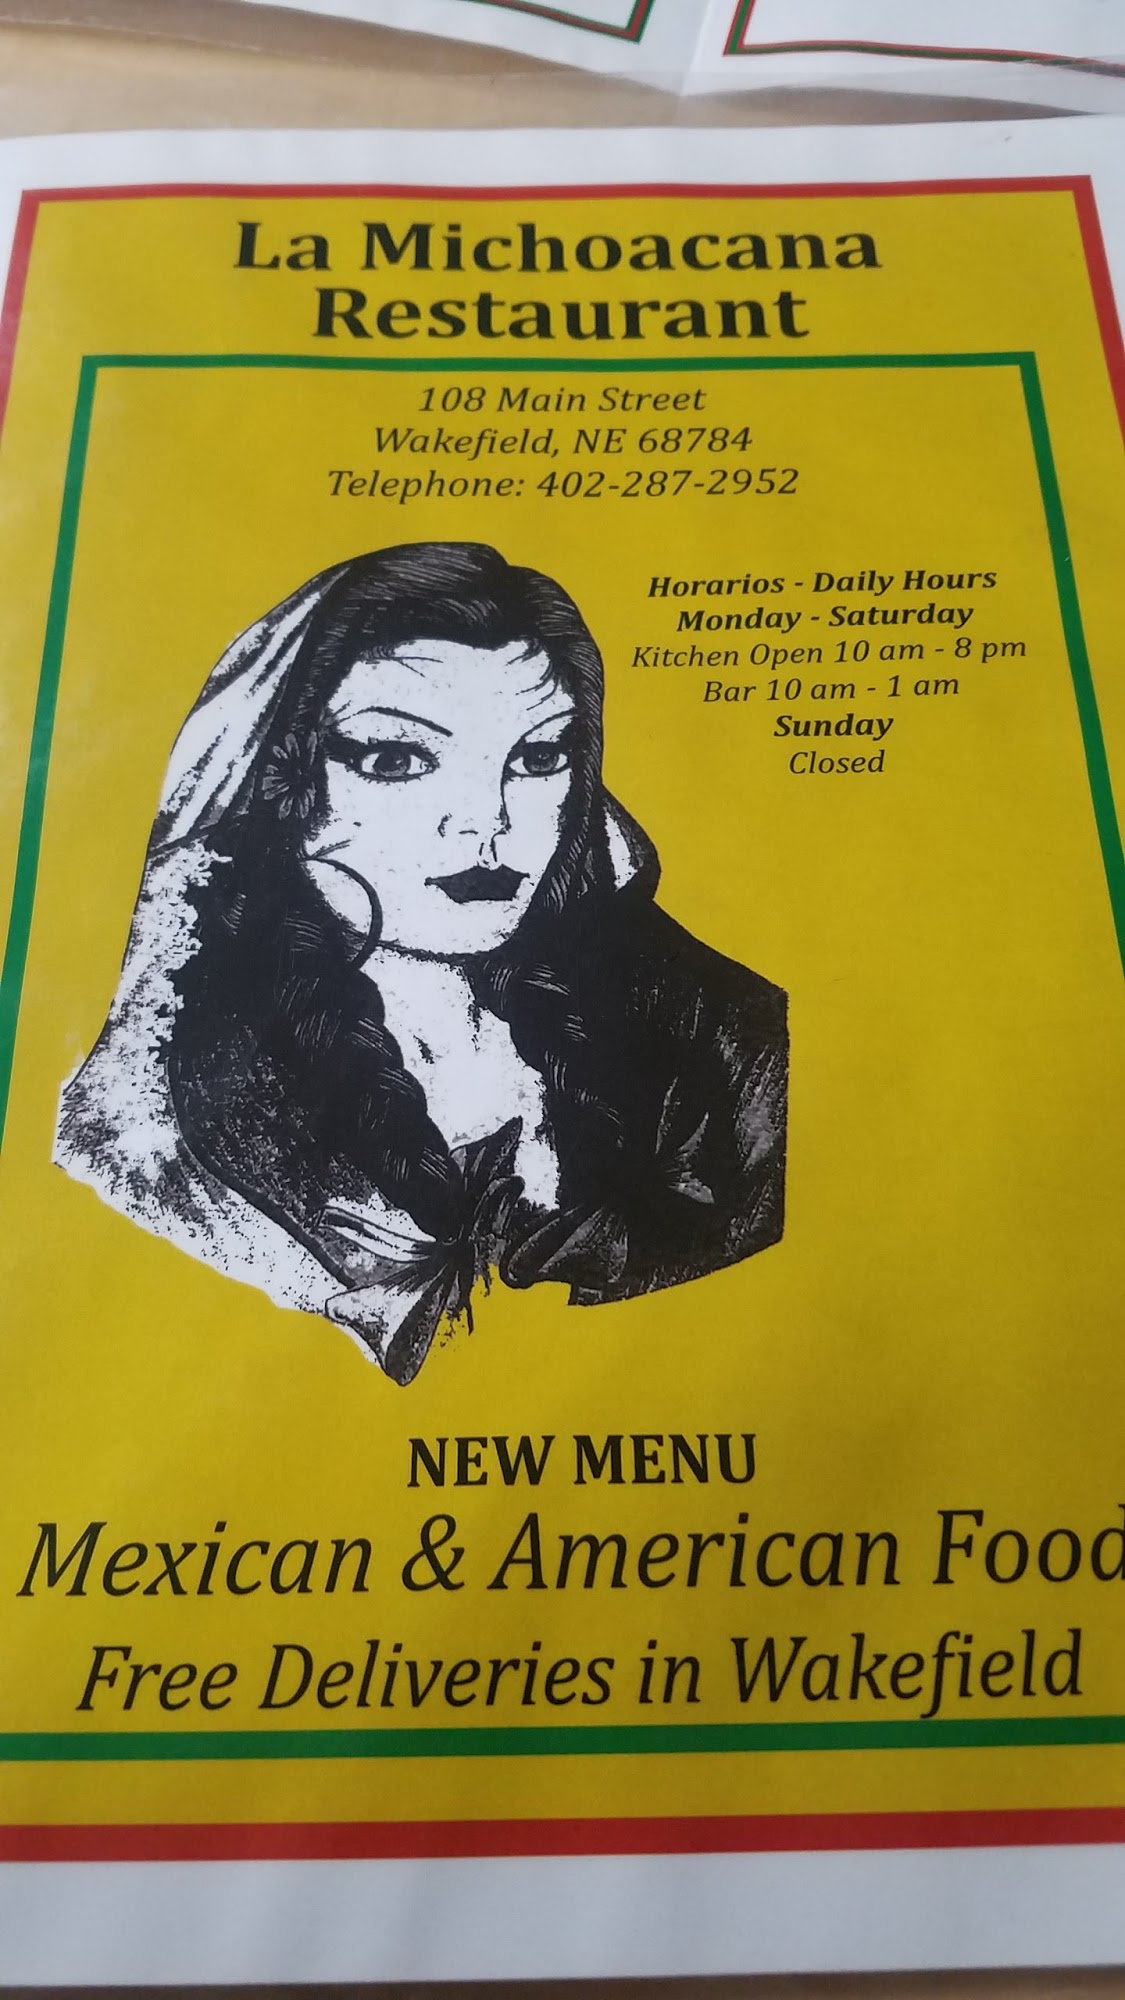 La Michoacana
Restaurant
108 Main Street
Wakefield, NE 68784
Telephone: 402-287-2952
Horarios - Daily Hours
Monday - Saturday
Kitchen Open 10 am - 8 pm
Bar 10 am - 1 am
Sunday
Closed
NEW MENU
Mexican & American Food
Free Deliveries in Wakefield